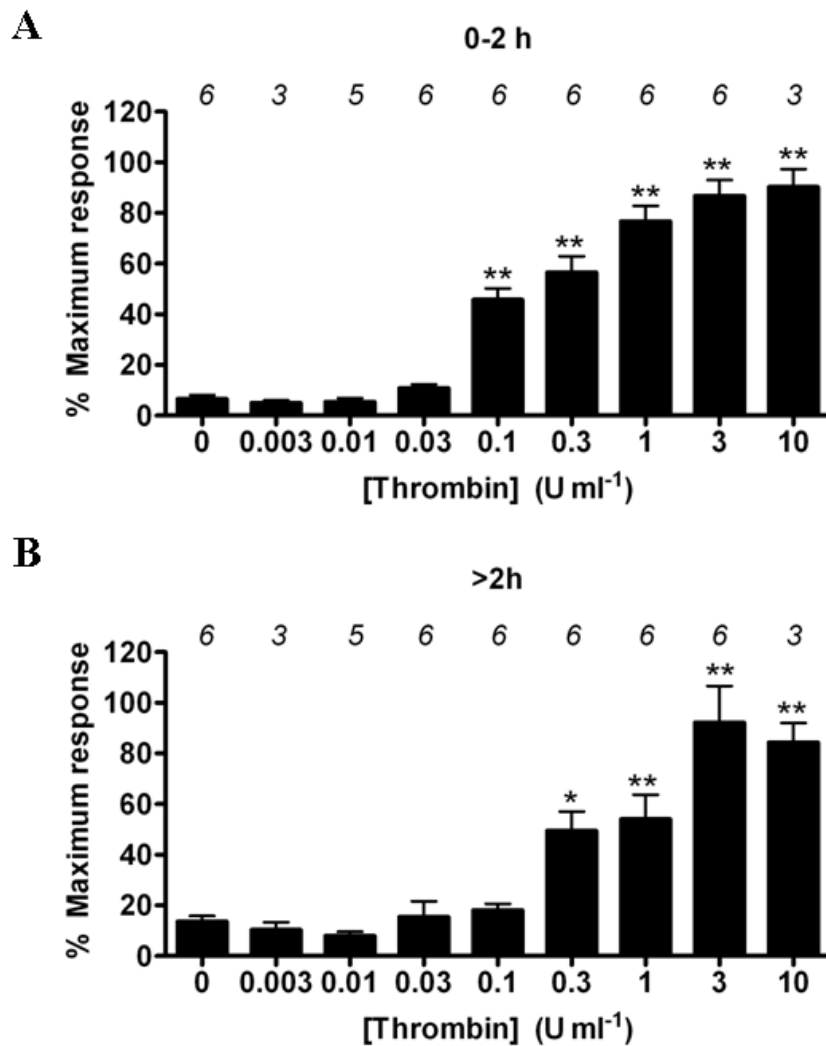 A
0-2 h
6 3 5 6 6 6 6 6 3
% Maximum response
120
100
80
60
40
20
0
** ** ** ** **
0 0.003 0.01 0.03 0.1 0.3 1 3 10
[Thrombin] (U ml⁻¹)
B
>2h
6 3 5 6 6 6 6 6 3
% Maximum response
120
100
80
60
40
20
0
* ** ** **
0 0.003 0.01 0.03 0.1 0.3 1 3 10
[Thrombin] (U ml⁻¹)